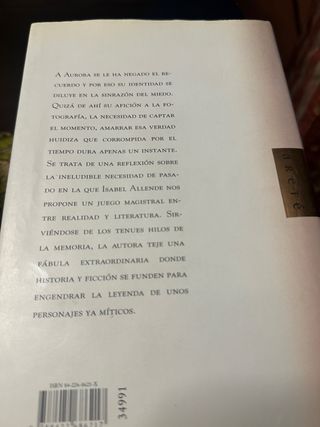 A Aurora se le ha negado el re-
cuerdo y por eso su identidad se
diluye en la sinrazón del miedo.
Quizá de ahí su afición a la fo-
tografía, la necesidad de captar
el momento, amarrar esa verdad
huidiza que corrompida por el
tiempo dura apenas un instante.
Se trata de una reflexión sobre
la ineludible necesidad de pasa-
do en la que Isabel Allende nos
propone un juego magistral en-
tre realidad y literatura. Sir-
viéndose de los tenues hilos de
la memoria, la autora teje una
fábula extraordinaria donde
historia y ficción se funden para
engendrar la leyenda de unos
personajes ya míticos.
areté
34991